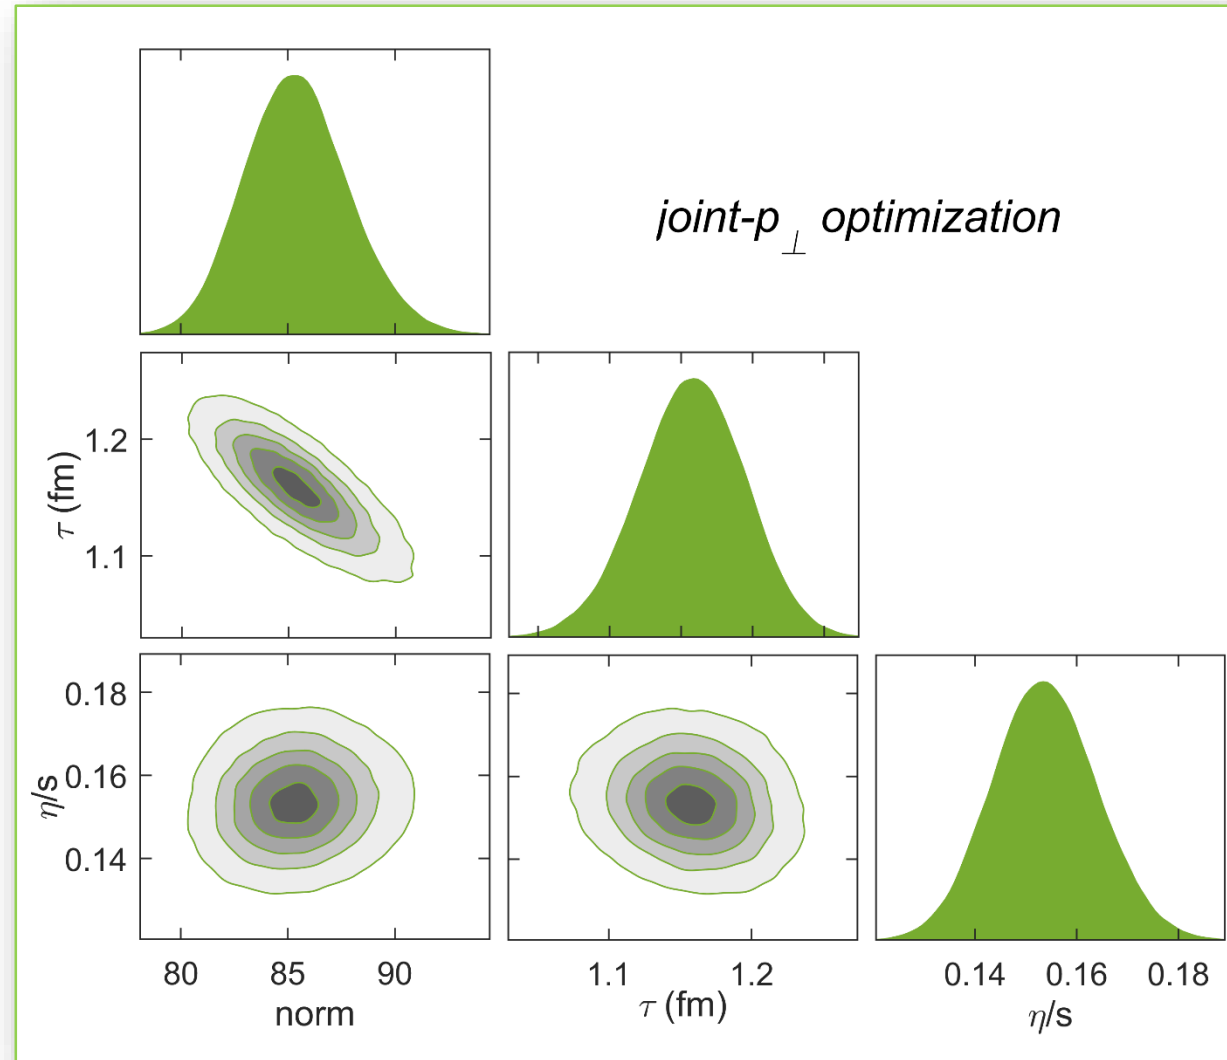 joint-p⊥ optimization
1.2
1.1
τ (fm)
0.18
0.16
0.14
η/s
80 85 90
norm
1.1 1.2
τ (fm)
0.14 0.16 0.18
η/s